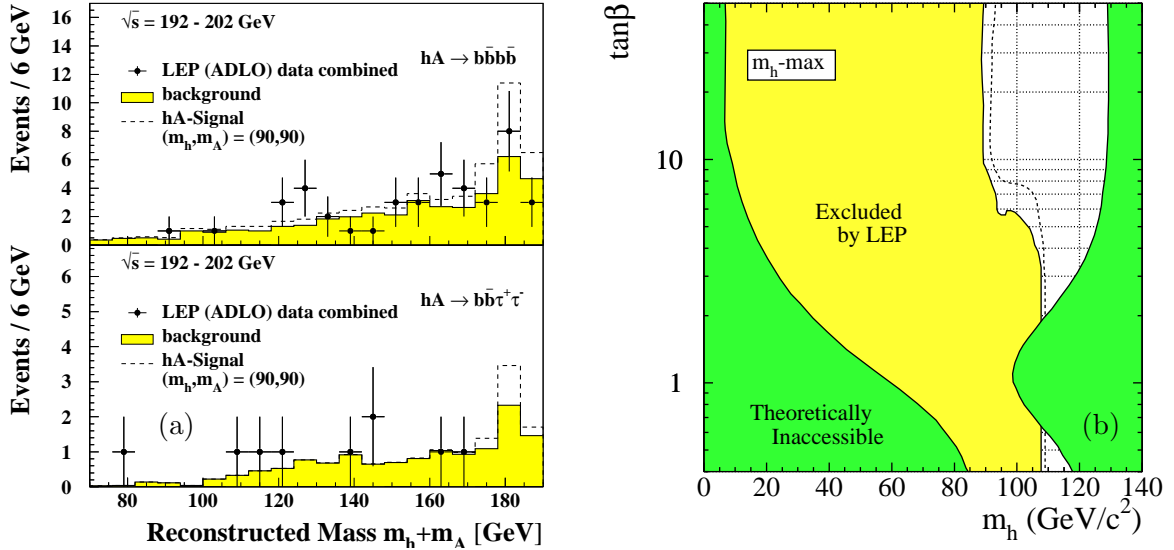 Events / 6 GeV
16
14
12
10
8
6
4
2
0
√s = 192 - 202 GeV
hA → bb̄bb̄
LEP (ADLO) data combined
background
hA-Signal
(m_h,m_A) = (90,90)
Events / 6 GeV
6
5
4
3
2
1
0
√s = 192 - 202 GeV
hA → bb̄τ⁺τ⁻
LEP (ADLO) data combined
background
hA-Signal
(m_h,m_A) = (90,90)
(a)
80 100 120 140 160 180
Reconstructed Mass m_h+m_A [GeV]
tanβ
10
1
m_h-max
Excluded
by LEP
Theoretically
Inaccessible
(b)
0 20 40 60 80 100 120 140
m_h (GeV/c²)